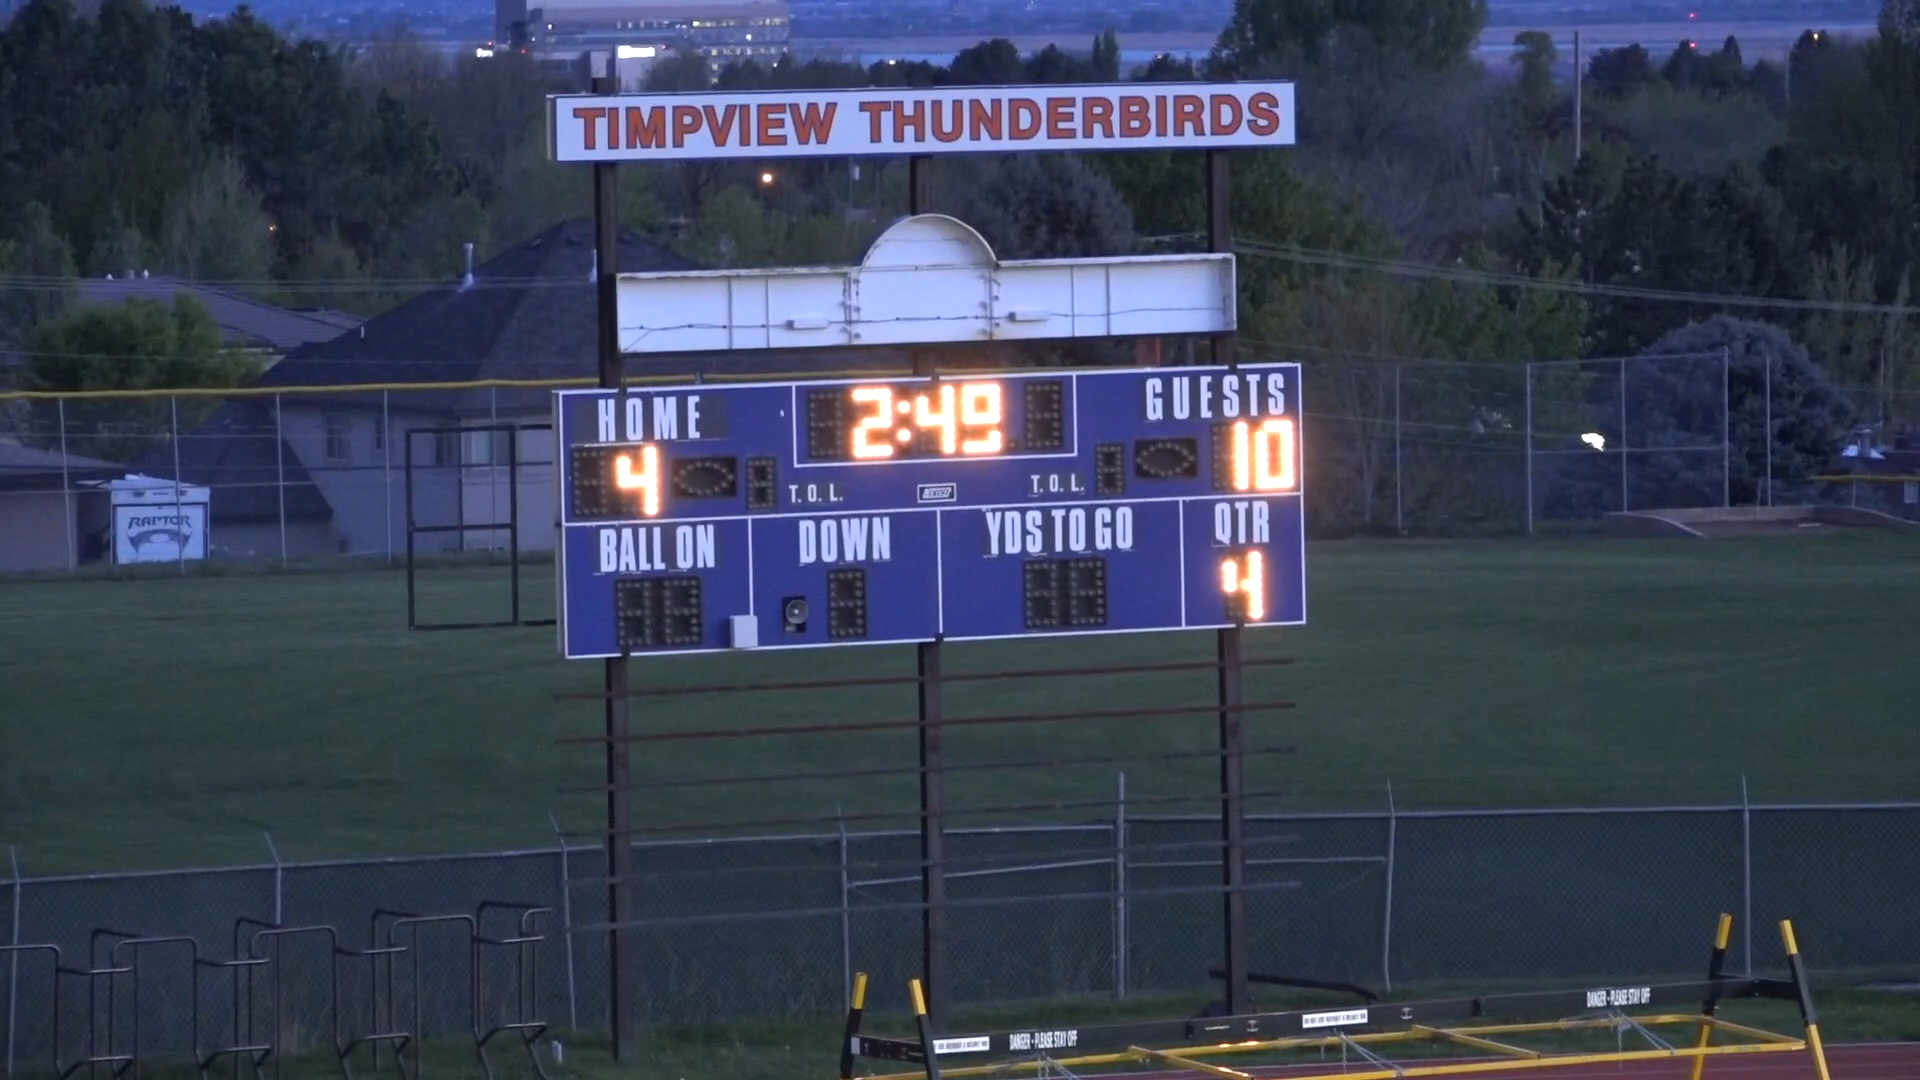 TIMPVIEW THUNDERBIRDS
HOME
2:49
GUESTS
4
10
T.O.L.
T.O.L.
BALL ON
DOWN
YDS TO GO
QTR
4
RAPTOR
DANGER - PLEASE STAY OFF
DANGER - PLEASE STAY OFF